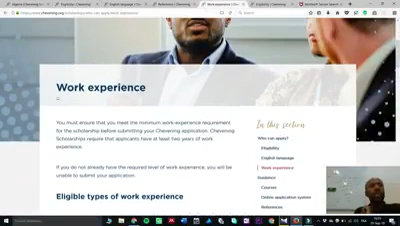 Work experience
You must ensure that you meet the minimum work-experience requirement
for the scholarship before submitting your Chevening application. Chevening
Scholarships require that applicants have at least two years of work
experience.
If you do not already have the required level of work experience, you will be
unable to submit your application.
Eligible types of work experience
In this section
Who can apply?
Eligibility
English language
Work experience
Guidance
Courses
Online application system
References